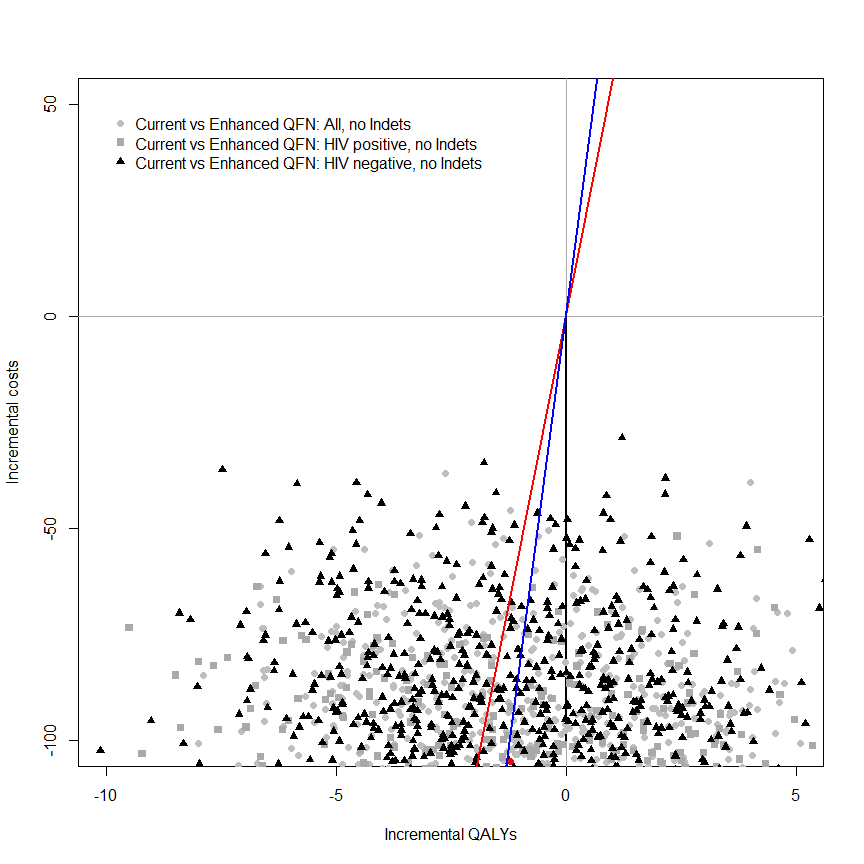 50
Current vs Enhanced QFN: All, no Indets
Current vs Enhanced QFN: HIV positive, no Indets
Current vs Enhanced QFN: HIV negative, no Indets
0
Incremental costs
-50
-100
-10 -5 0 5
Incremental QALYs